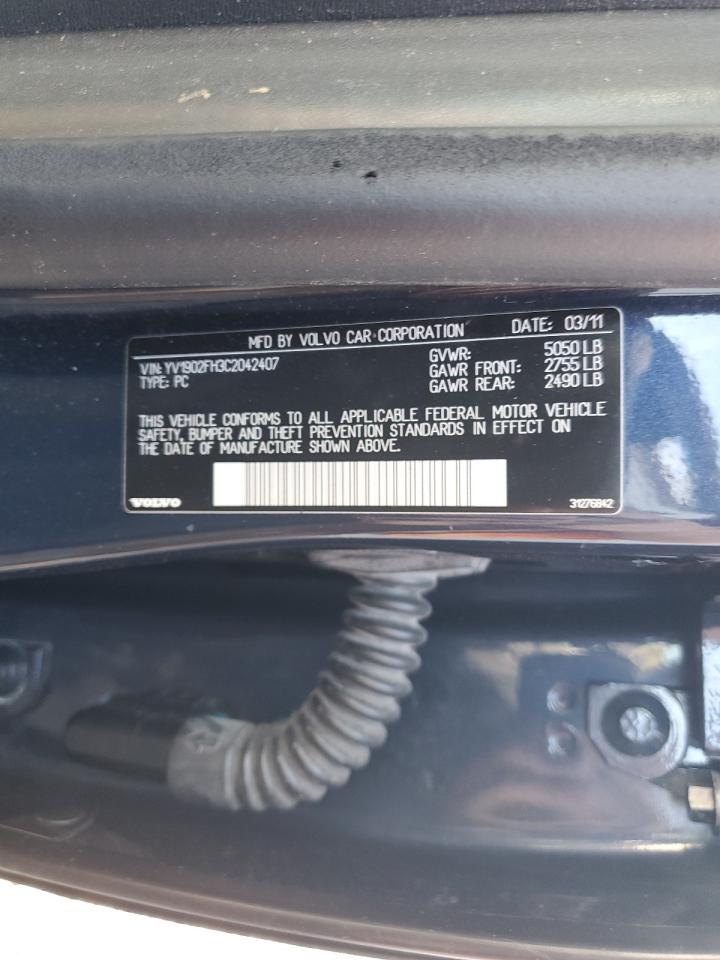 MFD BY VOLVO CAR CORPORATION DATE: 03/11
VIN: YV1902FH3C2042407 GVWR: 5050 LB
TYPE: PC GAWR FRONT: 2755 LB
GAWR REAR: 2490 LB
THIS VEHICLE CONFORMS TO ALL APPLICABLE FEDERAL MOTOR VEHICLE
SAFETY, BUMPER AND THEFT PREVENTION STANDARDS IN EFFECT ON
THE DATE OF MANUFACTURE SHOWN ABOVE.
VOLVO 31276842